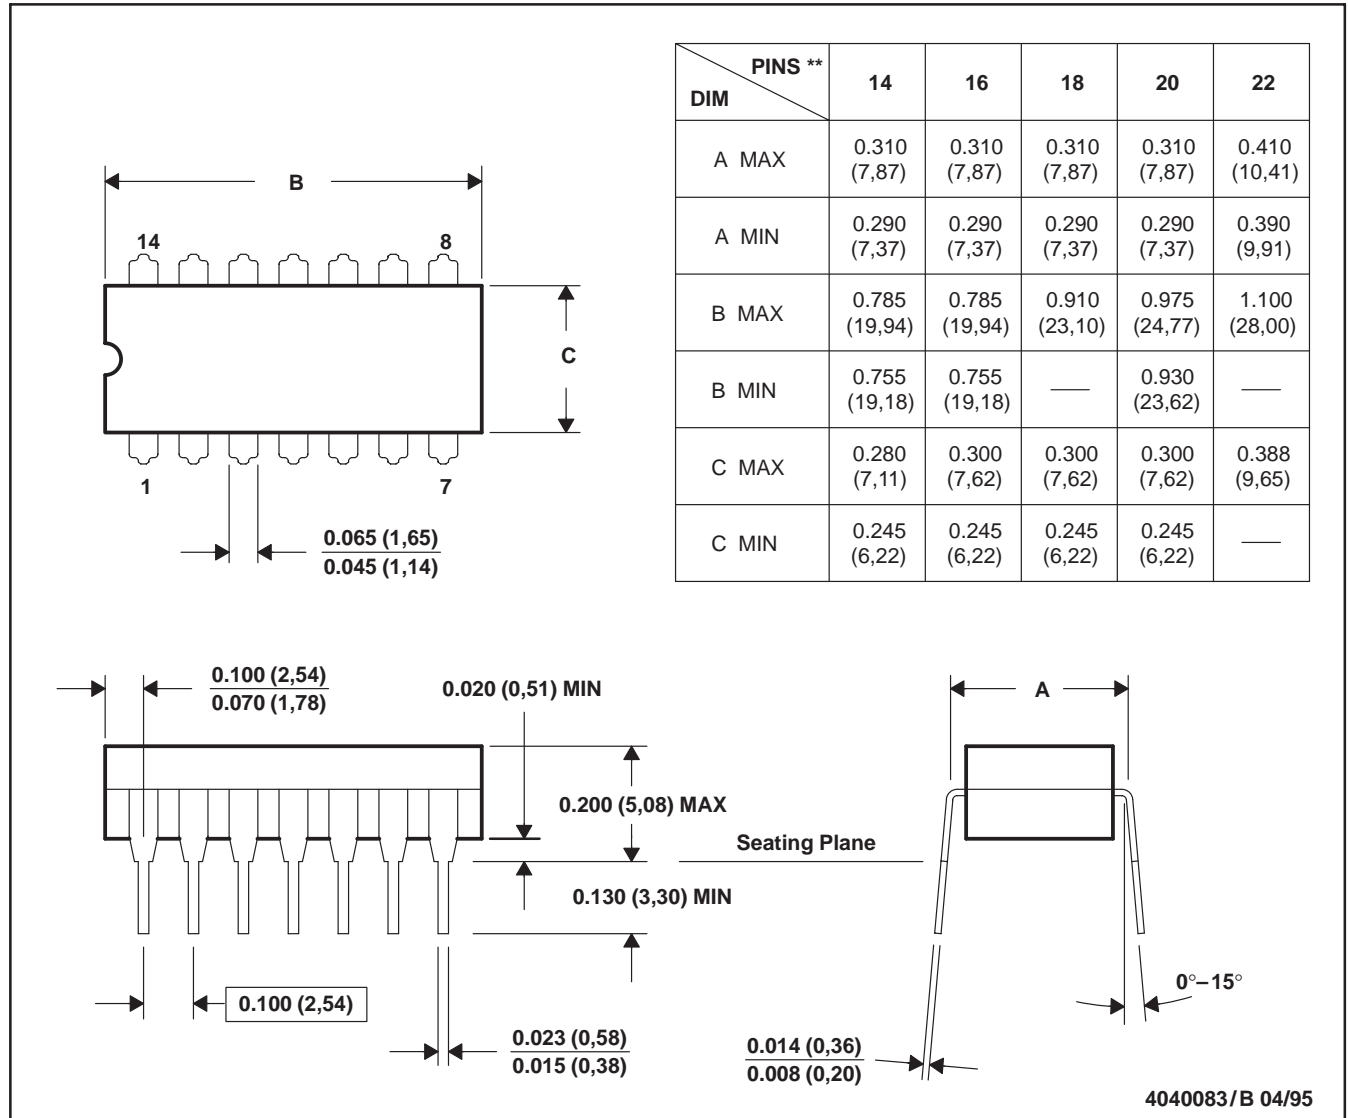 PINS **
DIM
14 16 18 20 22
A MAX
0.310 0.310 0.310 0.310 0.410
(7,87) (7,87) (7,87) (7,87) (10,41)
A MIN
0.290 0.290 0.290 0.290 0.390
(7,37) (7,37) (7,37) (7,37) (9,91)
B MAX
0.785 0.785 0.910 0.975 1.100
(19,94) (19,94) (23,10) (24,77) (28,00)
B MIN
0.755 0.755 — 0.930 —
(19,18) (19,18) (23,62)
C MAX
0.280 0.300 0.300 0.300 0.388
(7,11) (7,62) (7,62) (7,62) (9,65)
C MIN
0.245 0.245 0.245 0.245 —
(6,22) (6,22) (6,22) (6,22)
B
14
8
C
1
7
0.065 (1,65)
0.045 (1,14)
0.100 (2,54)
0.070 (1,78)
0.020 (0,51) MIN
0.200 (5,08) MAX
Seating Plane
0.130 (3,30) MIN
0.100 (2,54)
0.023 (0,58)
0.015 (0,38)
A
0°–15°
0.014 (0,36)
0.008 (0,20)
4040083/B 04/95